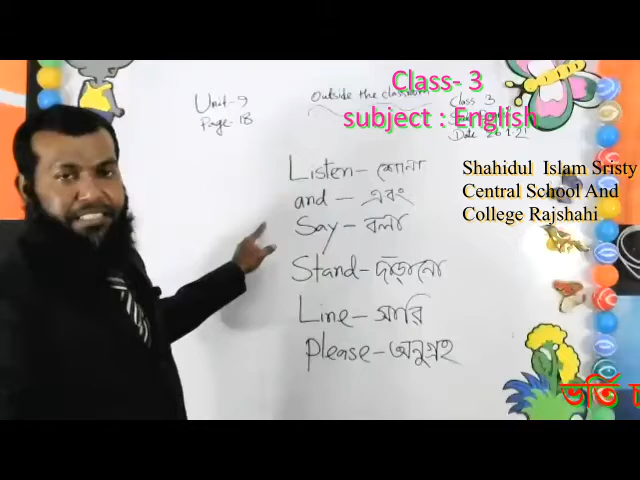 Class- 3
subject : English
Shahidul Islam Sristy
Central School And
College Rajshahi
Unit-9
Page- 18
Outside the classroom
Class 3
Date 26.1.21
Listen- শোনা
and - এবং
Say - বলা
Stand- দাঁড়ানো
Line- সারি
Please-অনুগ্রহ
ভর্তি চ